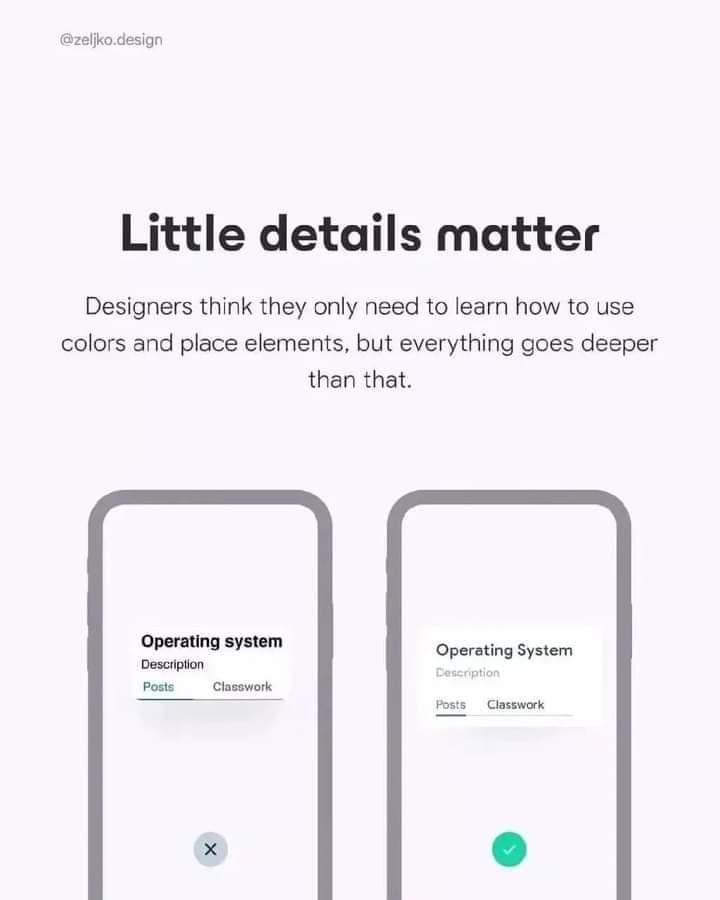 @zeljko.design
Little details matter
Designers think they only need to learn how to use
colors and place elements, but everything goes deeper
than that.
Operating system
Description
Posts Classwork
Operating System
Description
Posts Classwork